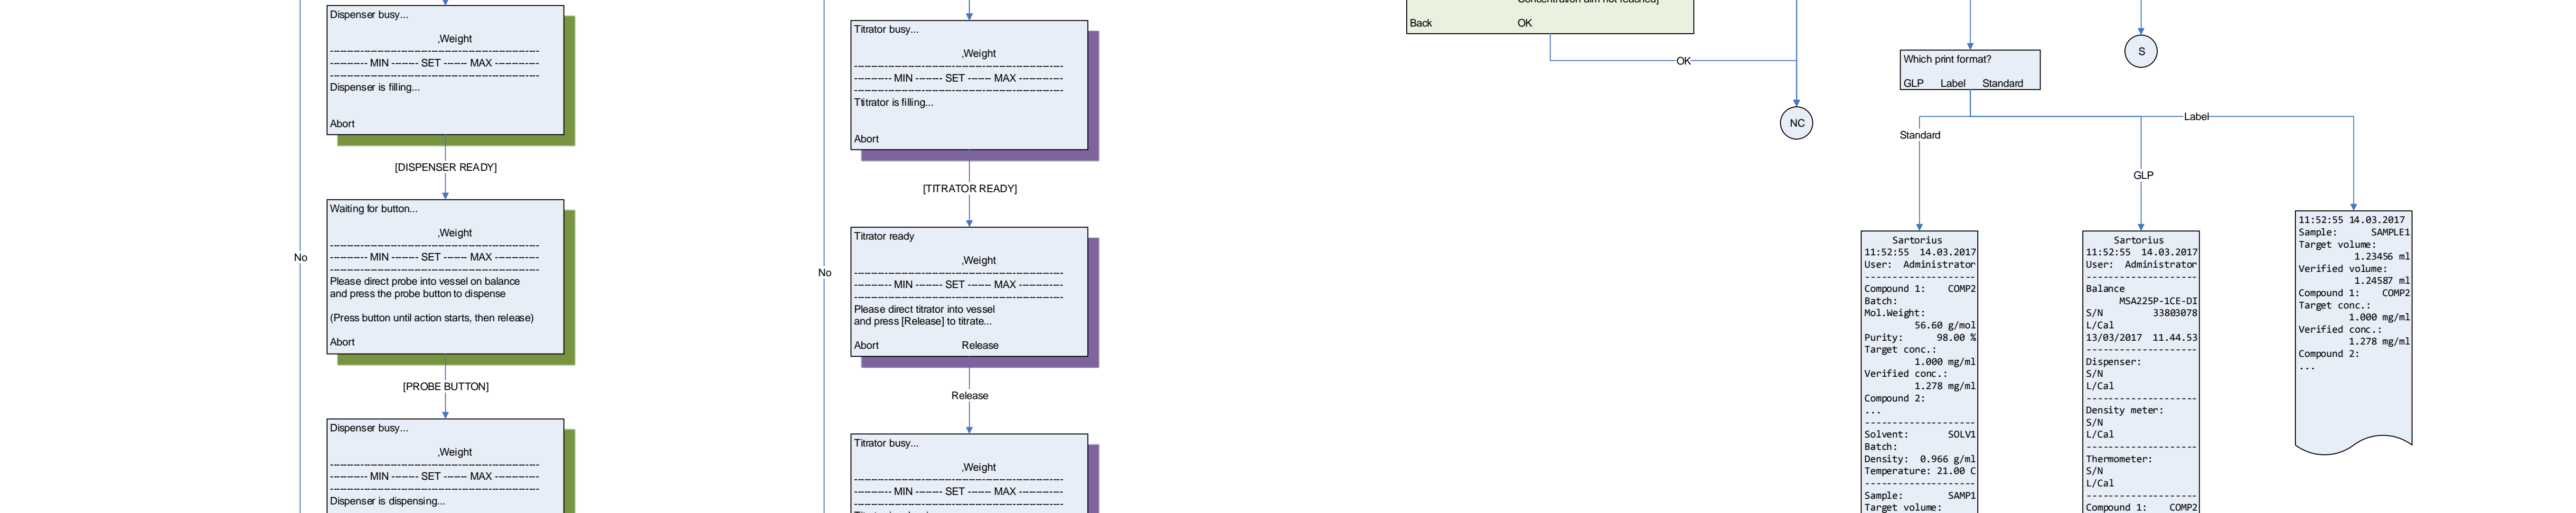 Dispenser busy...
,Weight
---------- MIN ------- SET ------ MAX ------------
Dispenser is filling...
Abort
[DISPENSER READY]
Waiting for button...
,Weight
---------- MIN ------- SET ------ MAX ------------
Please direct probe into vessel on balance
and press the probe button to dispense
(Press button until action starts, then release)
Abort
[PROBE BUTTON]
Dispenser busy...
,Weight
---------- MIN ------- SET ------ MAX ------------
Dispenser is dispensing...
No
Titrator busy...
,Weight
---------- MIN ------- SET ------ MAX ------------
Ttitrator is filling...
Abort
[TITRATOR READY]
Titrator ready
,Weight
---------- MIN ------- SET ------ MAX ------------
Please direct titrator into vessel
and press [Release] to titrate...
Abort Release
Release
Titrator busy...
,Weight
---------- MIN ------- SET ------ MAX ------------
No
Concentration aim not reached]
Back OK
OK
NC
S
Which print format?
GLP Label Standard
Standard
GLP
Label
Sartorius
11:52:55 14.03.2017
User: Administrator
--------------------
Compound 1: COMP2
Batch:
Mol.Weight:
56.60 g/mol
Purity: 98.00 %
Target conc.:
1.000 mg/ml
Verified conc.:
1.278 mg/ml
Compound 2:
...
--------------------
Solvent: SOLV1
Batch:
Density: 0.966 g/ml
Temperature: 21.00 C
--------------------
Sample: SAMP1
Target volume:
Sartorius
11:52:55 14.03.2017
User: Administrator
--------------------
Balance
MSA225P-1CE-DI
S/N 33803078
L/Cal
13/03/2017 11.44.53
--------------------
Dispenser:
S/N
L/Cal
--------------------
Density meter:
S/N
L/Cal
--------------------
Thermometer:
S/N
L/Cal
--------------------
Compound 1: COMP2
11:52:55 14.03.2017
Sample: SAMPLE1
Target volume:
1.23456 ml
Verified volume:
1.24587 ml
Compound 1: COMP2
Target conc.:
1.000 mg/ml
Verified conc.:
1.278 mg/ml
Compound 2:
...